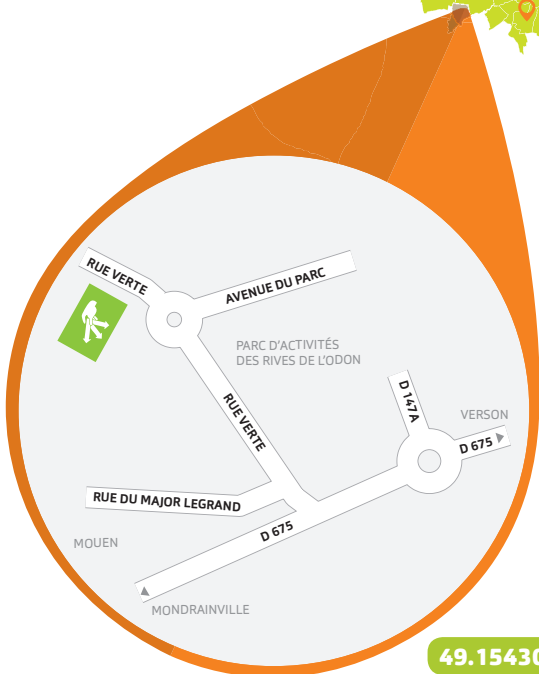 RUE VERTE
AVENUE DU PARC
PARC D'ACTIVITÉS
DES RIVES DE L'ODON
RUE VERTE
D 147A
VERSON
D 675
RUE DU MAJOR LEGRAND
D 675
MOUEN
MONDRAINVILLE
49.15430